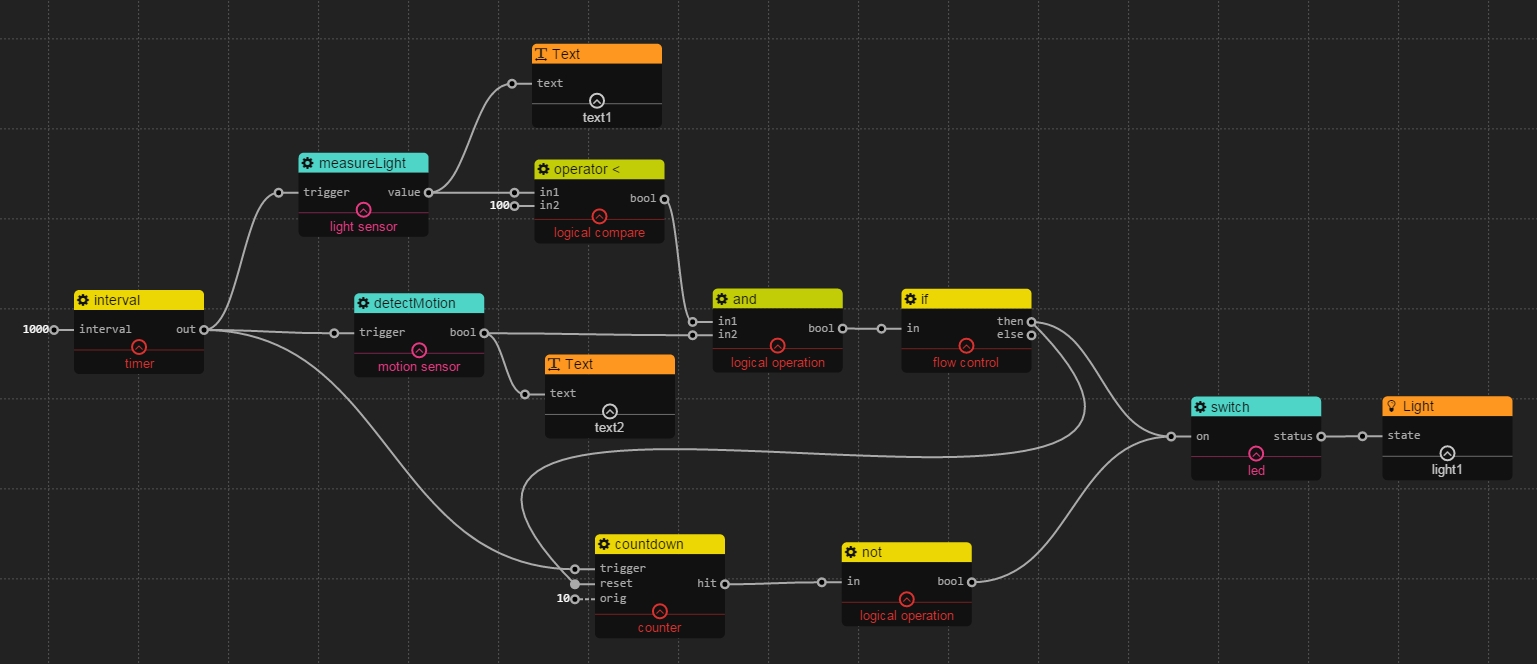 Text
text
text1
measureLight
trigger value
light sensor
operator <
in1
100 in2 bool
logical compare
interval
1000 interval out
timer
detectMotion
trigger bool
motion sensor
Text
text
text2
and
in1
in2 bool
logical operation
if
in then
else
flow control
switch
on status
led
Light
state
light1
countdown
trigger
reset hit
10 orig
counter
not
in bool
logical operation